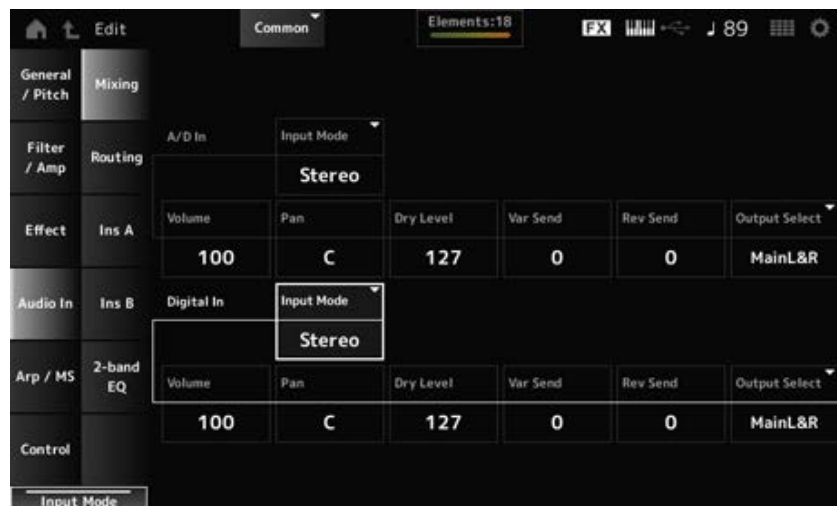 Edit
Common
Elements:18
FX
♩ 89
General / Pitch
Filter / Amp
Effect
Audio In
Arp / MS
Control
Mixing
Routing
Ins A
Ins B
2-band EQ
A/D In
Input Mode
Stereo
Volume Pan Dry Level Var Send Rev Send Output Select
100 C 127 0 0 MainL&R
Digital In
Input Mode
Stereo
Volume Pan Dry Level Var Send Rev Send Output Select
100 C 127 0 0 MainL&R
Input Mode